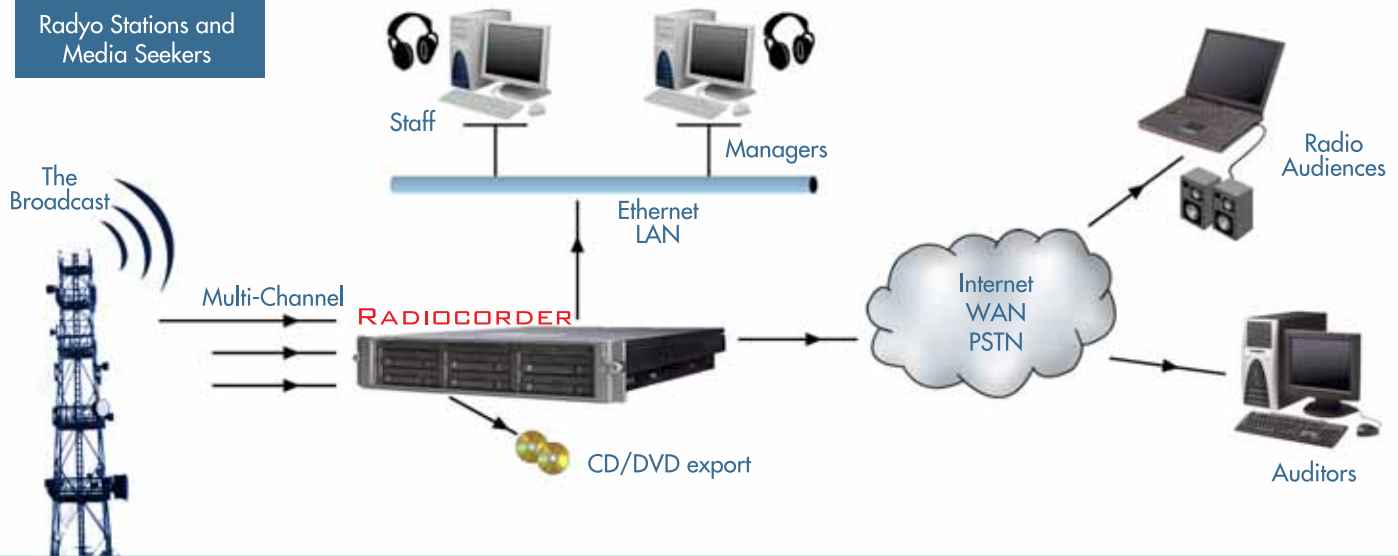 Radyo Stations and
Media Seekers
Staff
Managers
The
Broadcast
Ethernet
LAN
Radio
Audiences
Multi-Channel
RADIOCORDER
Internet
WAN
PSTN
CD/DVD export
Auditors